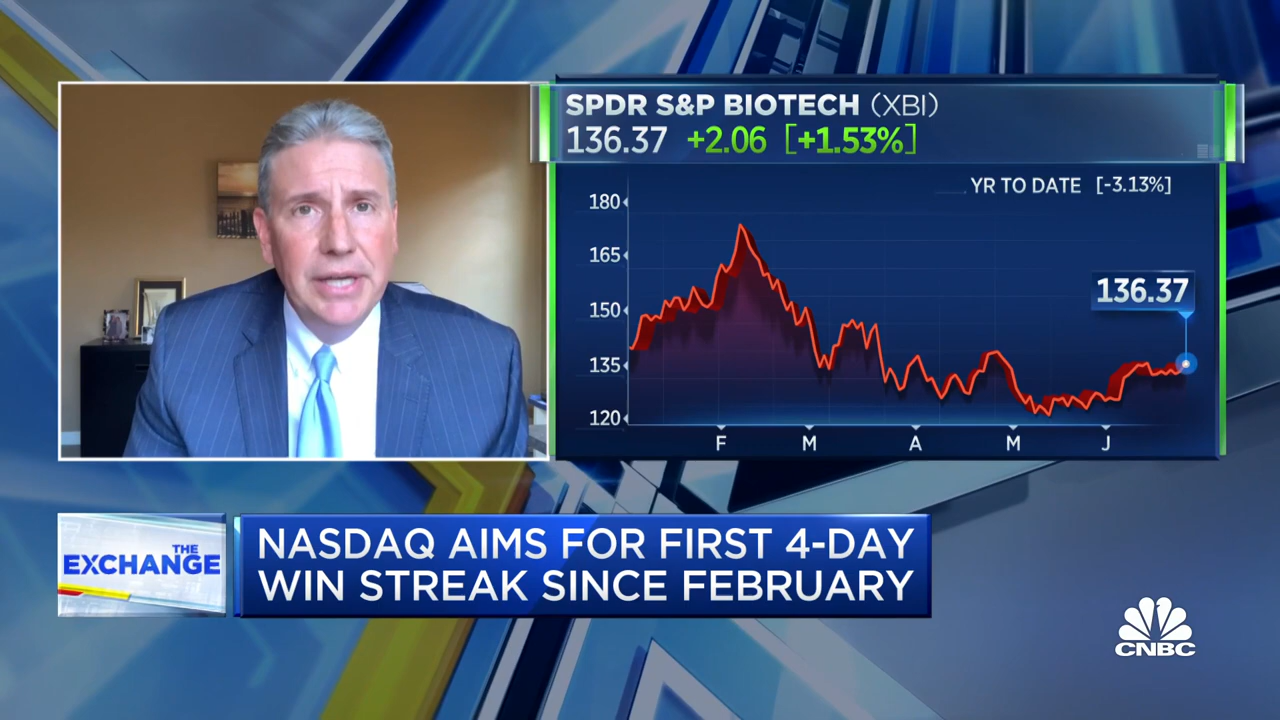 SPDR S&P BIOTECH (XBI)
136.37 +2.06 [+1.53%]
YR TO DATE [-3.13%]
180
165
150
135
120
136.37
F M A M J
THE
EXCHANGE
NASDAQ AIMS FOR FIRST 4-DAY
WIN STREAK SINCE FEBRUARY
CNBC